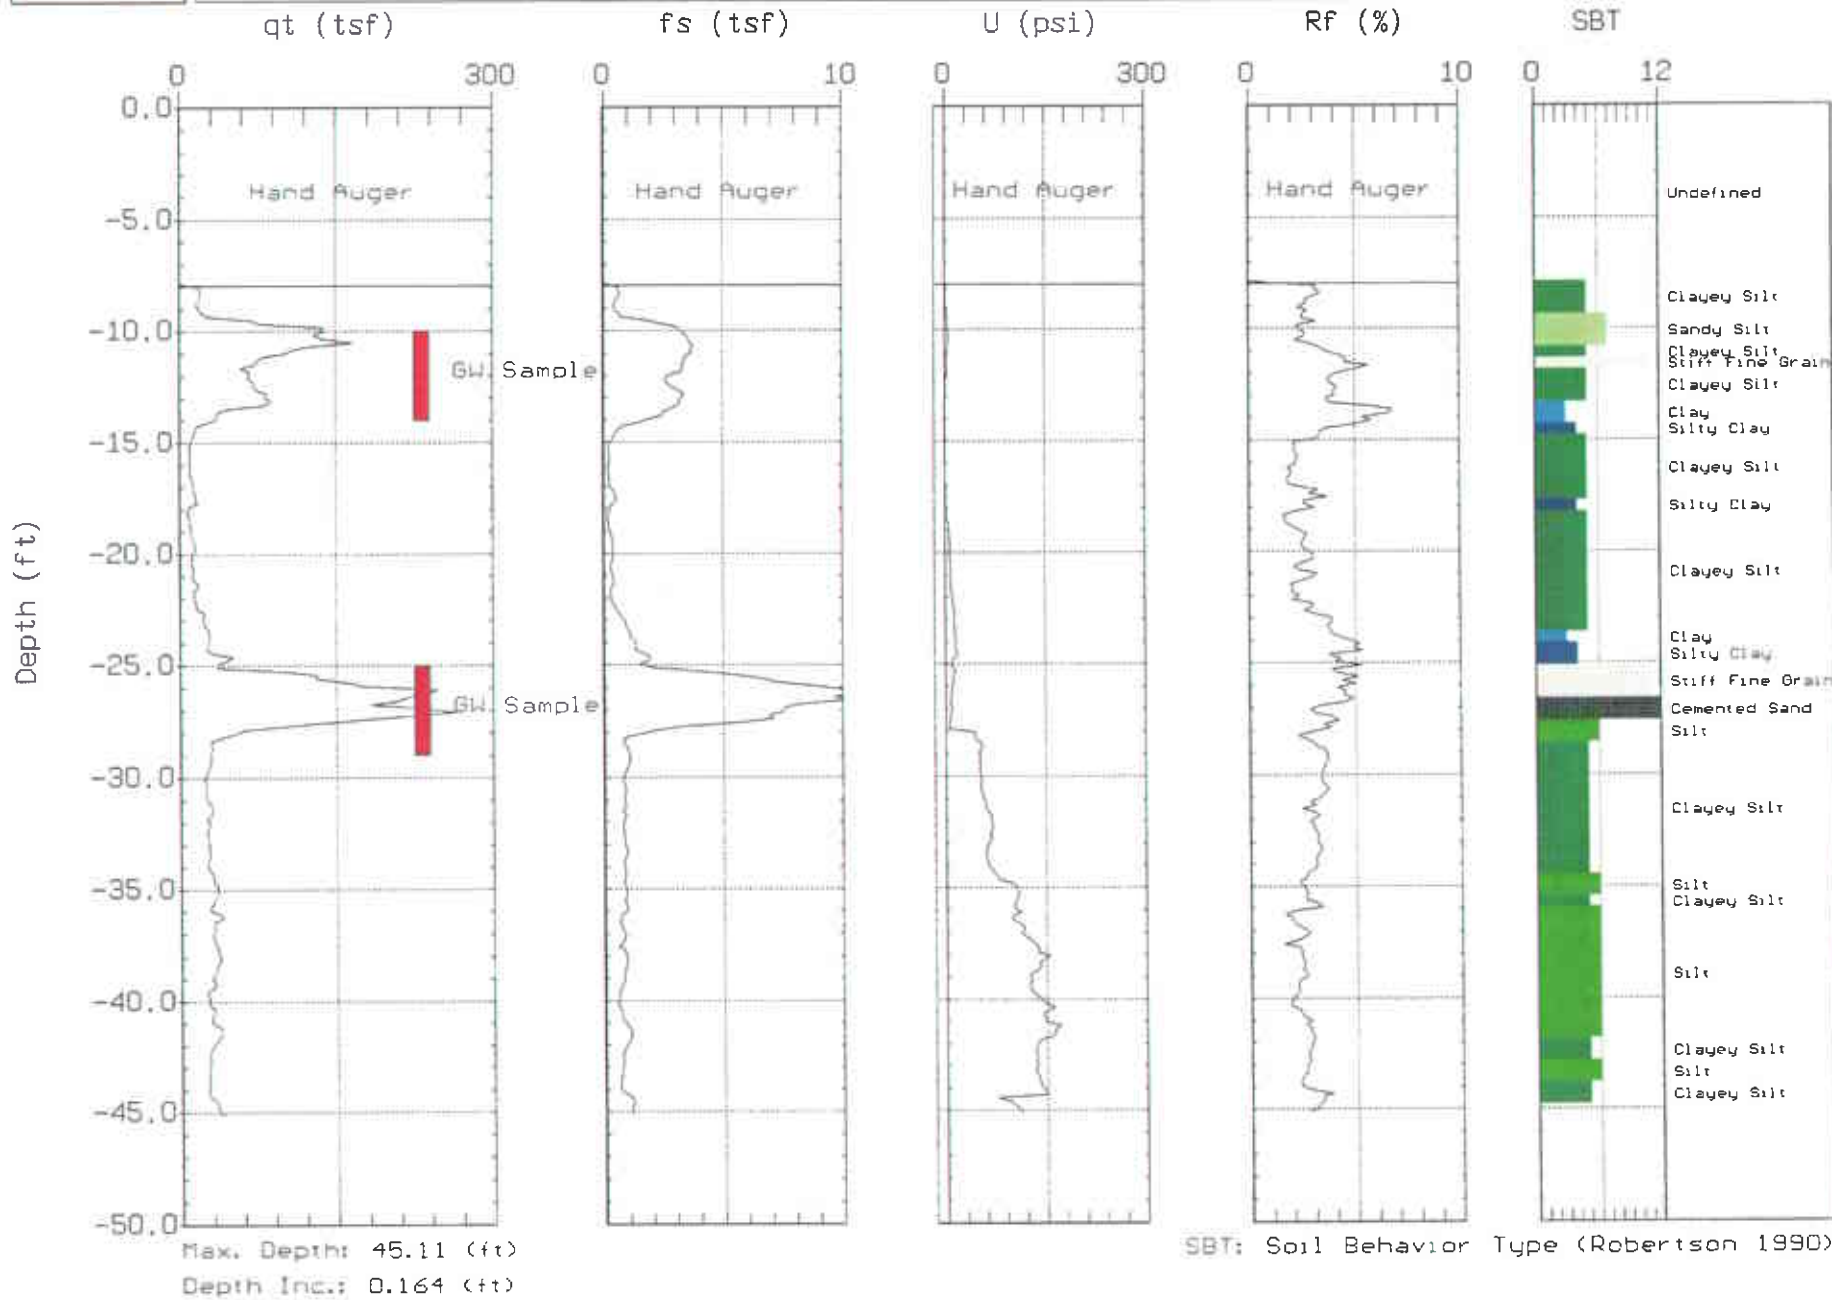 qt (tsf) fs (tsf) U (psi) Rf (%) SBT
0 300 0 10 0 300 0 10 0 12
0.0
Hand Auger Hand Auger Hand Auger Hand Auger Undefined
-5.0
Clayey Silt
-10.0 Sandy Silt
Clayey Silt
Stiff Fine Grain
GW. Sample
Clayey Silt
Clay
Silty Clay
-15.0
Clayey Silt
Silty Clay
-20.0
Clayey Silt
Depth (ft)
Clay
Silty Clay
-25.0
Stiff Fine Grain
GW. Sample Cemented Sand
Silt
-30.0
Clayey Silt
-35.0 Silt
Clayey Silt
Silt
-40.0
Clayey Silt
Silt
Clayey Silt
-45.0
-50.0
Max. Depth: 45.11 (ft)
SBT: Soil Behavior Type (Robertson 1990)
Depth Inc.: 0.164 (ft)